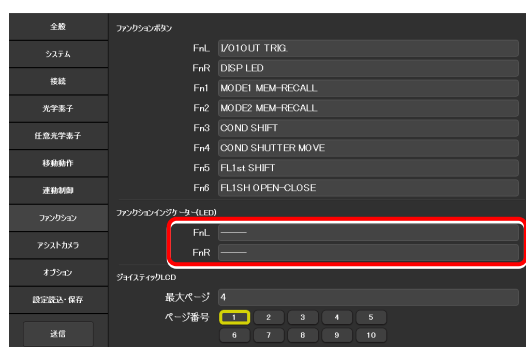 全般
システム
接続
光学素子
任意光学素子
移動動作
連動制御
ファンクション
アシストカメラ
オプション
設定読込・保存
送信
ファンクションボタン
FnL I/O1OUT TRIG.
FnR DISP LED
Fn1 MODE1 MEM-RECALL
Fn2 MODE2 MEM-RECALL
Fn3 COND SHIFT
Fn4 COND SHUTTER MOVE
Fn5 FL1st SHIFT
Fn6 FL1SH OPEN-CLOSE
ファンクションインジケーター(LED)
FnL ―――
FnR ―――
ジョイスティックLCD
最大ページ 4
ページ番号 1 2 3 4 5
6 7 8 9 10